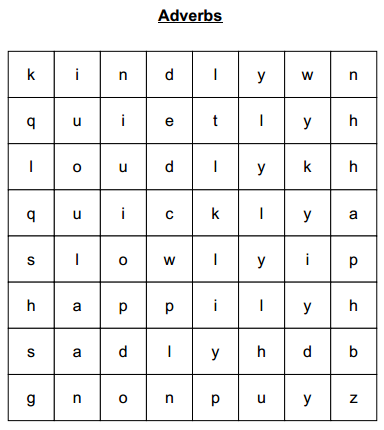 Adverbs
k i n d l y w n
q u i e t l y h
l o u d l y k h
q u i c k l y a
s l o w l y i p
h a p p i l y h
s a d l y h d b
g n o n p u y z